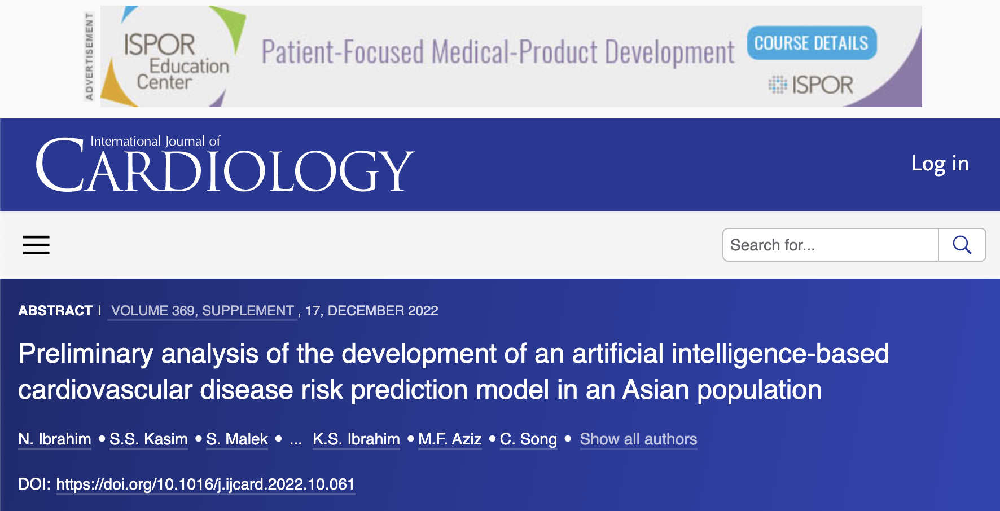 ADVERTISEMENT
ISPOR
Education
Center
Patient-Focused Medical-Product Development
COURSE DETAILS
ISPOR
International Journal of
CARDIOLOGY
Log in
Search for...
ABSTRACT | VOLUME 369, SUPPLEMENT , 17, DECEMBER 2022
Preliminary analysis of the development of an artificial intelligence-based
cardiovascular disease risk prediction model in an Asian population
N. Ibrahim • S.S. Kasim • S. Malek • ... K.S. Ibrahim • M.F. Aziz • C. Song • Show all authors
DOI: https://doi.org/10.1016/j.ijcard.2022.10.061